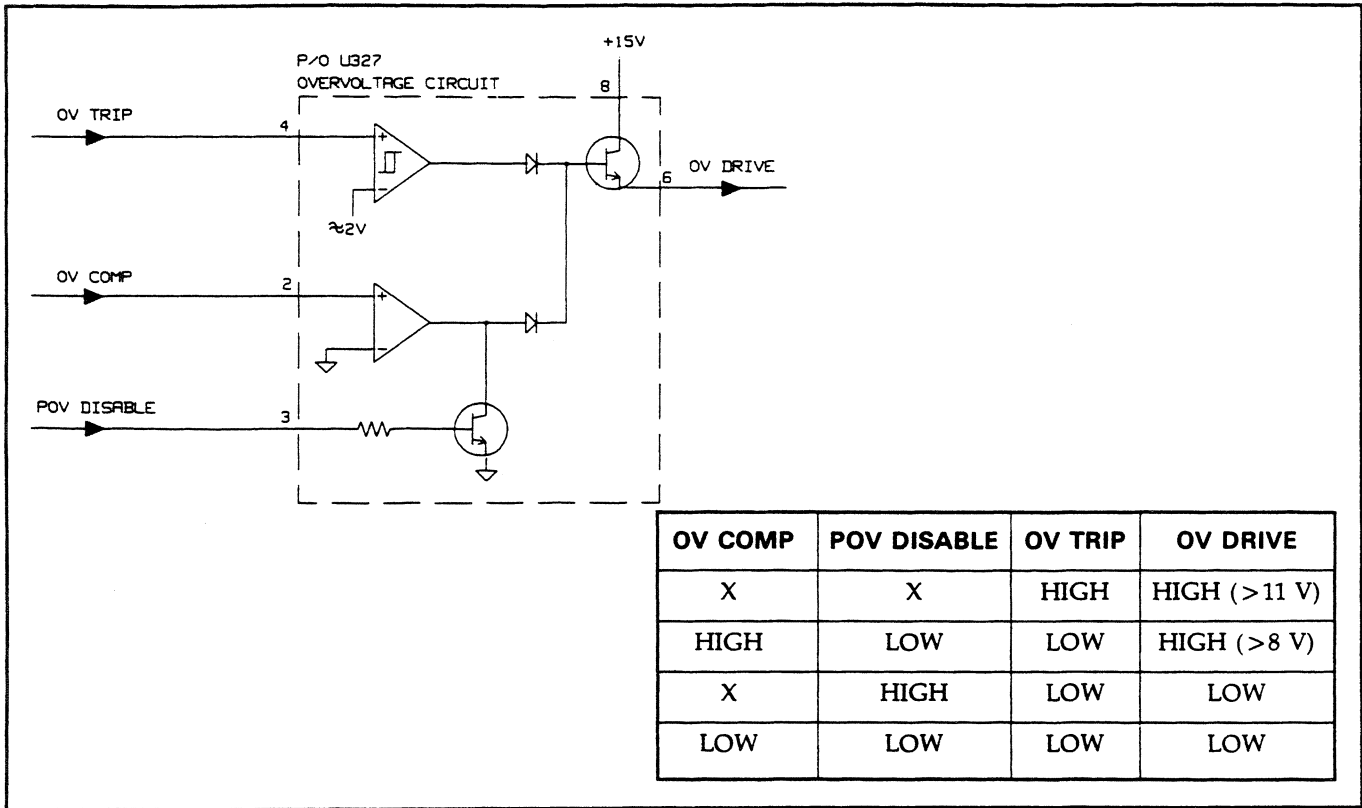 +15V
P/O U327
OVERVOLTAGE CIRCUIT
8
OV TRIP
4
+
-
≈2V
6
OV DRIVE
OV COMP
2
+
-
POV DISABLE
3
OV COMP POV DISABLE OV TRIP OV DRIVE
X X HIGH HIGH (>11 V)
HIGH LOW LOW HIGH (>8 V)
X HIGH LOW LOW
LOW LOW LOW LOW